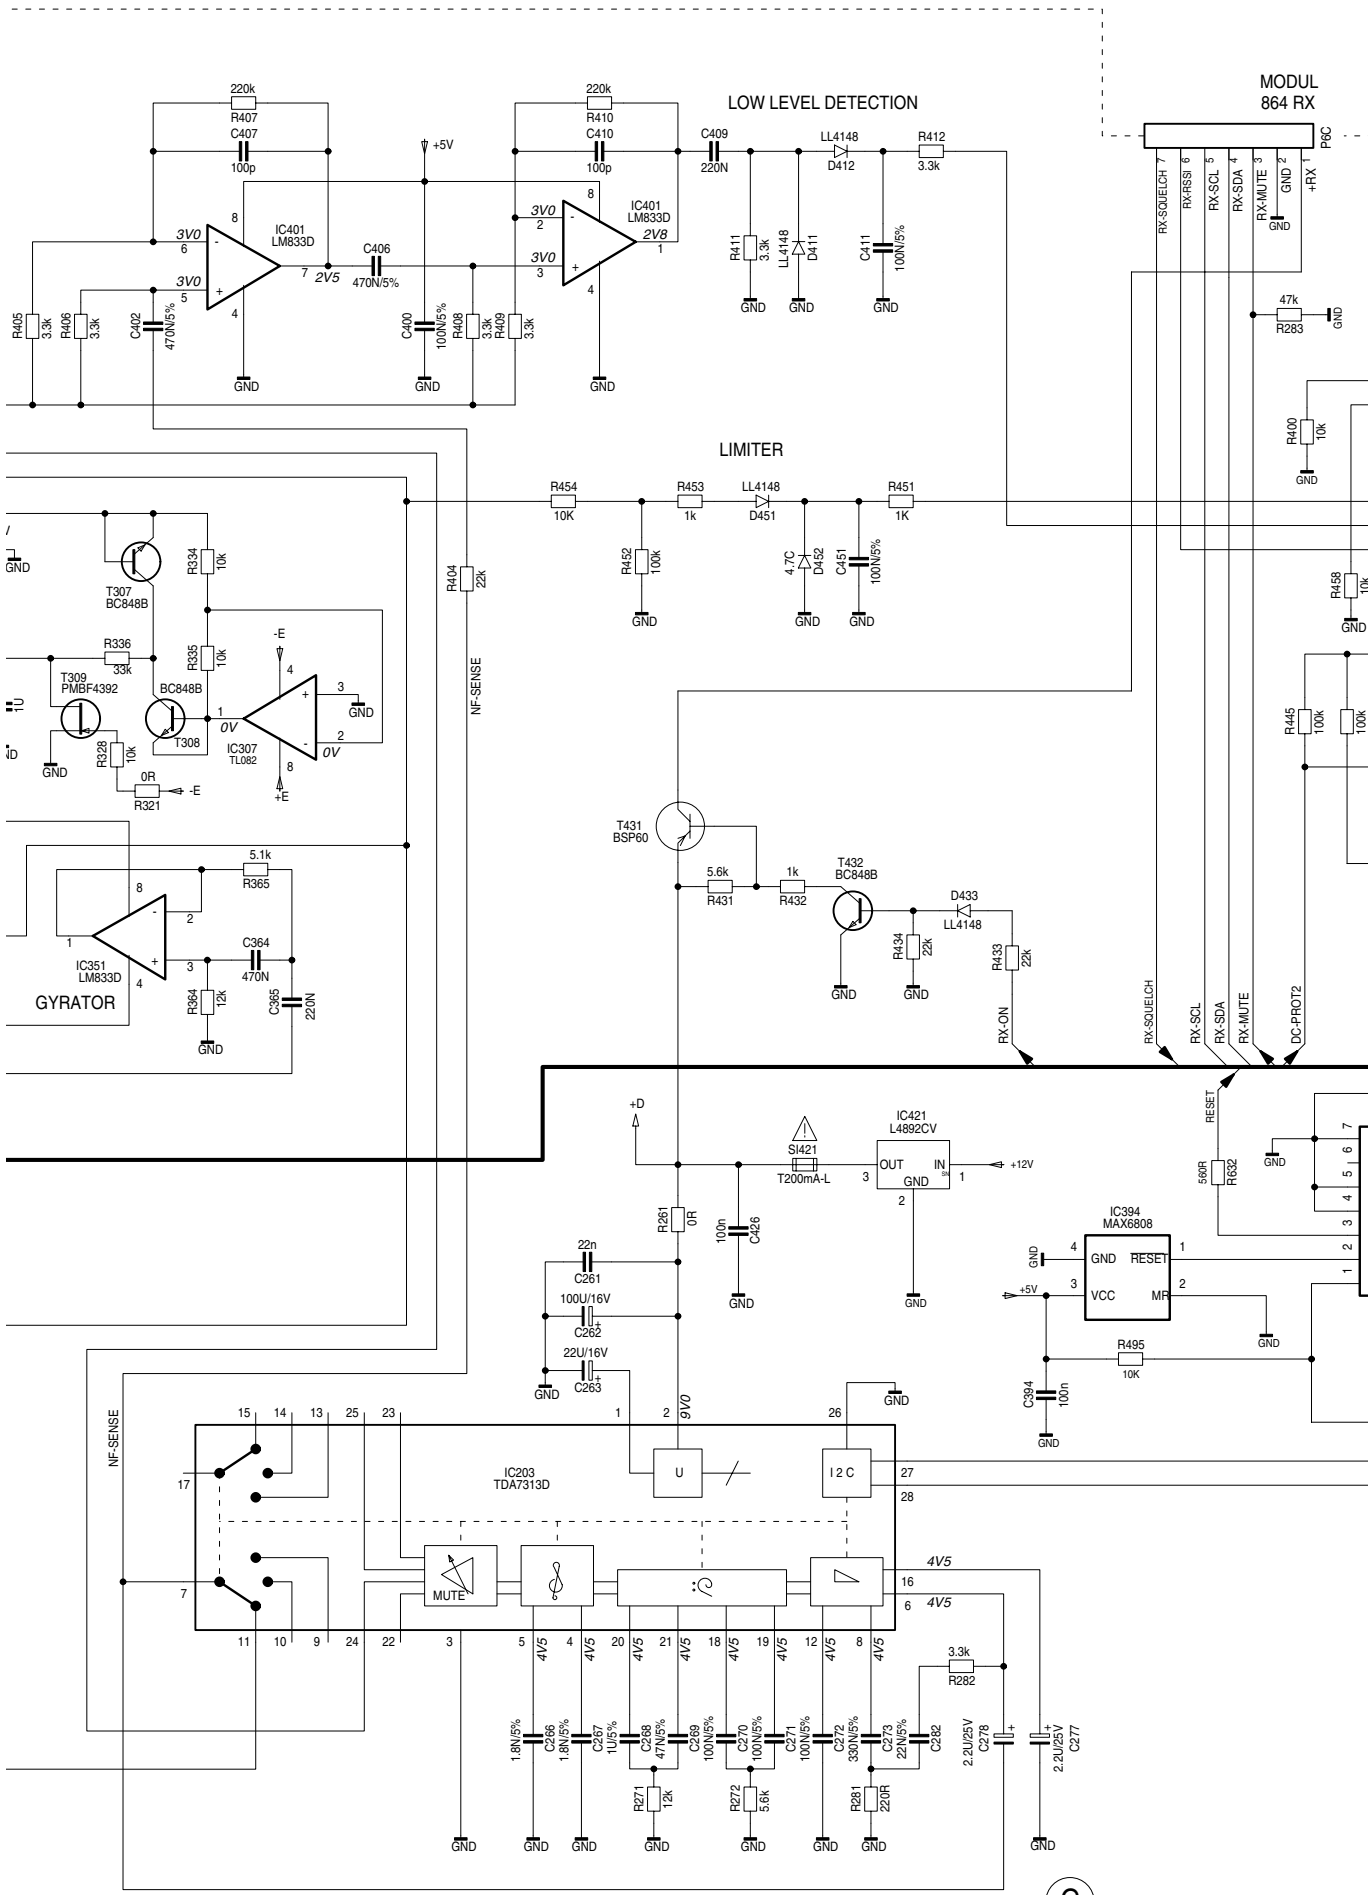 MODUL
864 RX
P6C
7
6
5
4
3
2
1
RX-SQUELCH
RX-RSSI
RX-SCL
RX-SDA
RX-MUTE
GND
+RX
GND
LOW LEVEL DETECTION
220k
R407
C407
100p
+5V
220k
R410
C410
100p
C409
220N
LL4148
D412
R412
3.3k
8
IC401
LM833D
3V0
6
-
3V0
5
+
4
7
2V5
C406
470N/5%
8
IC401
LM833D
3V0
2
-
2V8
1
3V0
3
+
4
R411
3.3k
LL4148
D411
C411
100N/5%
GND
GND
GND
R405
3.3k
R406
3.3k
C402
470N/5%
C400
100N/5%
R408
3.3k
R409
3.3k
GND
GND
GND
47k
R283
GND
R400
10k
GND
LIMITER
R454
10K
R453
1k
LL4148
D451
R451
1K
R452
100k
4.7C
D452
C451
100N/5%
GND
GND
GND
V
GND
T307
BC848B
R334
10k
R404
22k
NF-SENSE
R458
10k
GND
R336
33k
R335
10k
-E
4
T309
PMBF4392
BC848B
T308
1U
ND
GND
R328
10k
0R
R321
-E
1
0V
+
3
GND
-
2
0V
IC307
TL082
8
+E
R445
100k
100k
T431
BSP60
5.6k
R431
1k
R432
T432
BC848B
D433
LL4148
R434
22k
R433
22k
GND
GND
5.1k
R365
8
-
2
1
+
3
4
IC351
LM833D
C364
470N
R364
12k
C365
220N
GND
GYRATOR
RX-ON
RX-SQUELCH
RX-SCL
RX-SDA
RX-MUTE
DC-PROT2
RESET
+D
SI421
T200mA-L
IC421
L4892CV
3
OUT
IN
SN
1
GND
2
+12V
560R
R632
GND
7
6
5
4
3
2
1
R261
0R
100n
C426
GND
GND
IC394
MAX6808
GND
4
GND
RESET
1
+5V
3
VCC
MR
2
GND
R495
10K
C394
100n
GND
22n
C261
100U/16V
C262
+
22U/16V
C263
+
GND
NF-SENSE
15
14
13
25
23
1
2
9V0
26
GND
17
IC203
TDA7313D
U
I 2 C
27
28
7
MUTE
4V5
16
6
4V5
11
10
9
24
22
3
5
4V5
4
4V5
20
4V5
21
4V5
18
4V5
19
4V5
12
4V5
8
4V5
3.3k
R282
1.8N/5%
C266
1.8N/5%
C267
1U/5%
C268
47N/5%
C269
100N/5%
C270
100N/5%
C271
100N/5%
C272
330N/5%
C273
22N/5%
C282
2.2U/25V
C278
+
2.2U/25V
C277
+
R271
12k
R272
5.6k
R281
220R
GND
GND
GND
GND
GND
GND
GND
GND